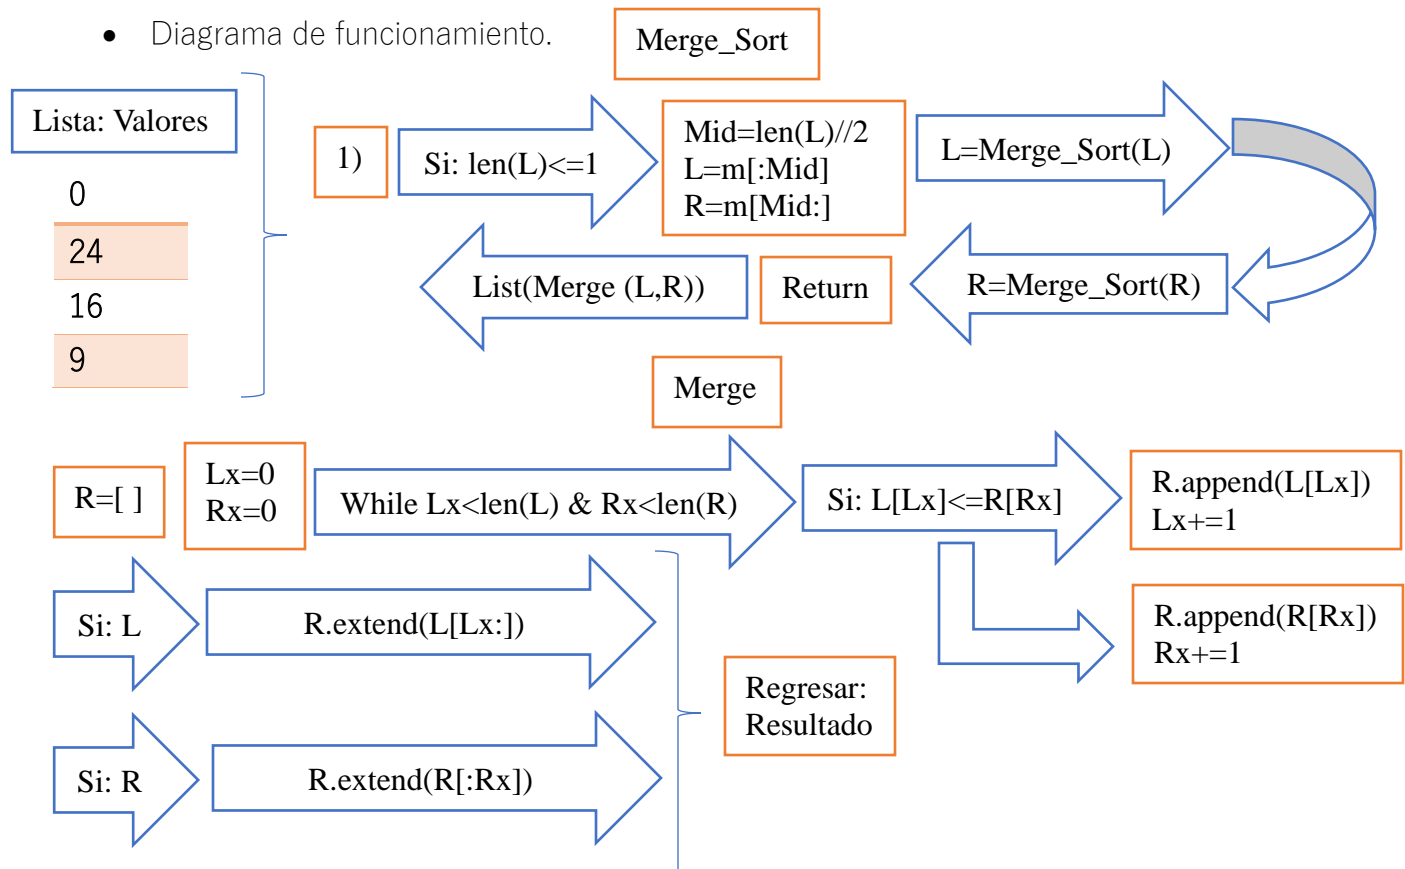 • Diagrama de funcionamiento.
Merge_Sort
Lista: Valores
0
24
16
9
1)
Si: len(L)<=1
Mid=len(L)//2
L=m[:Mid]
R=m[Mid:]
L=Merge_Sort(L)
R=Merge_Sort(R)
Return
List(Merge (L,R))
Merge
R=[ ]
Lx=0
Rx=0
While Lx<len(L) & Rx<len(R)
Si: L[Lx]<=R[Rx]
R.append(L[Lx])
Lx+=1
R.append(R[Rx])
Rx+=1
Si: L
R.extend(L[Lx:])
Si: R
R.extend(R[:Rx])
Regresar:
Resultado